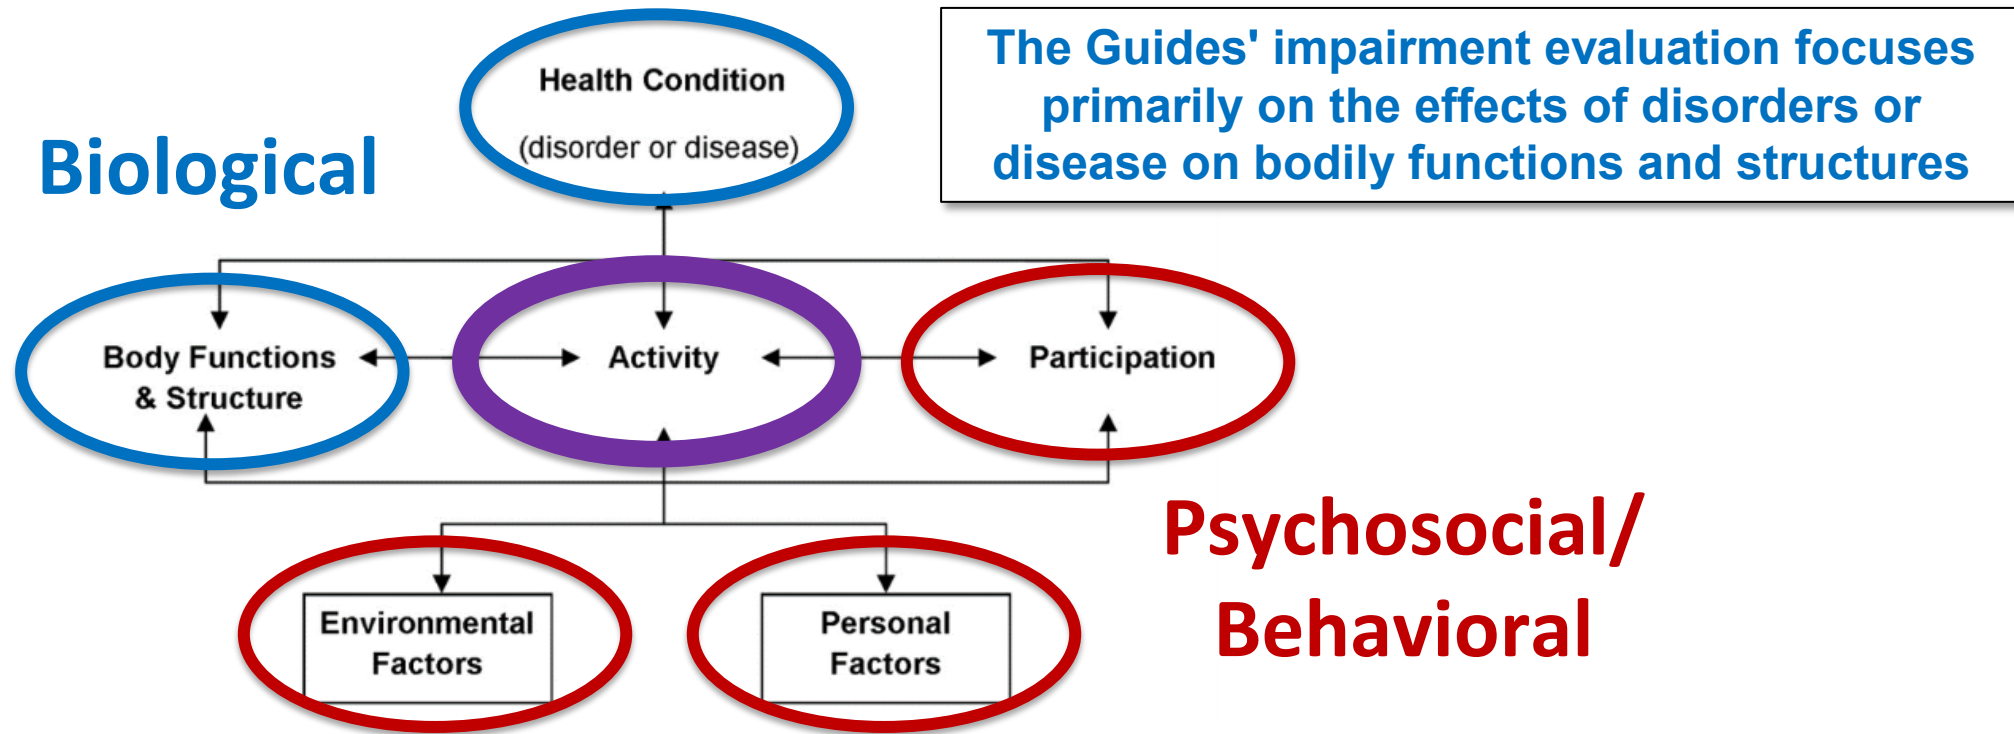 Health Condition
(disorder or disease)
The Guides' impairment evaluation focuses
primarily on the effects of disorders or
disease on bodily functions and structures
Biological
Body Functions
& Structure
Activity
Participation
Psychosocial/
Behavioral
Environmental
Factors
Personal
Factors